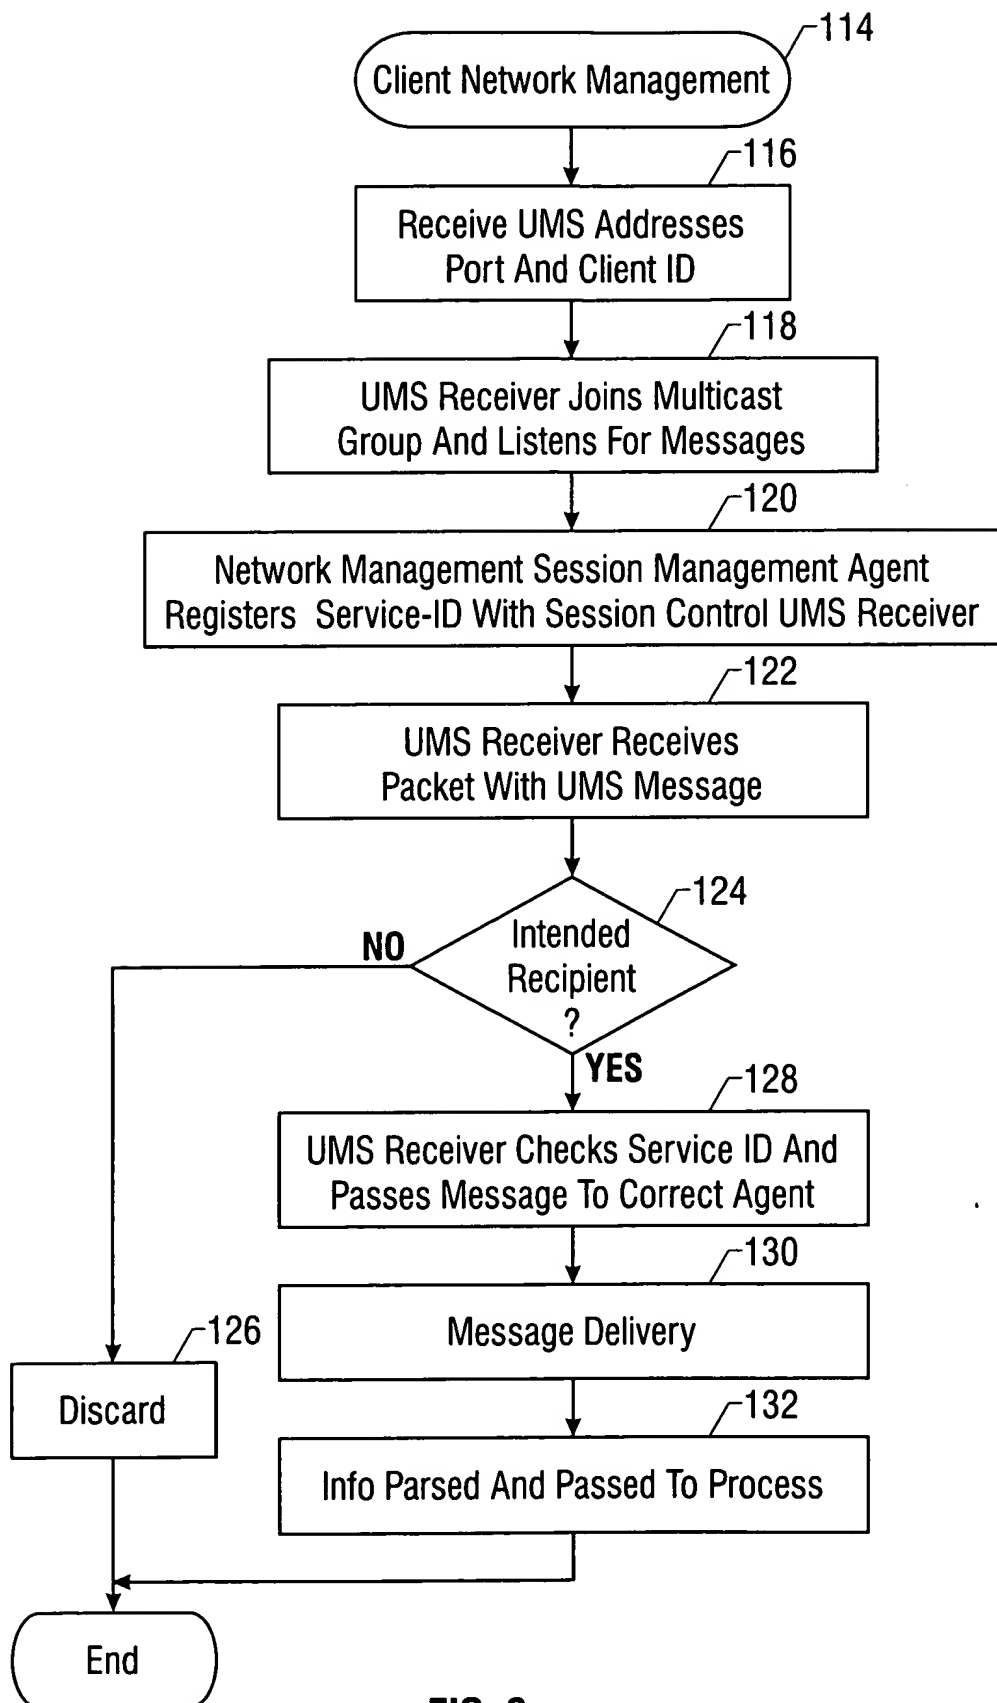 114
Client Network Management
116
Receive UMS Addresses
Port And Client ID
118
UMS Receiver Joins Multicast
Group And Listens For Messages
120
Network Management Session Management Agent
Registers Service-ID With Session Control UMS Receiver
122
UMS Receiver Receives
Packet With UMS Message
124
Intended
Recipient
?
NO
YES
128
UMS Receiver Checks Service ID And
Passes Message To Correct Agent
130
Message Delivery
126
Discard
132
Info Parsed And Passed To Process
End